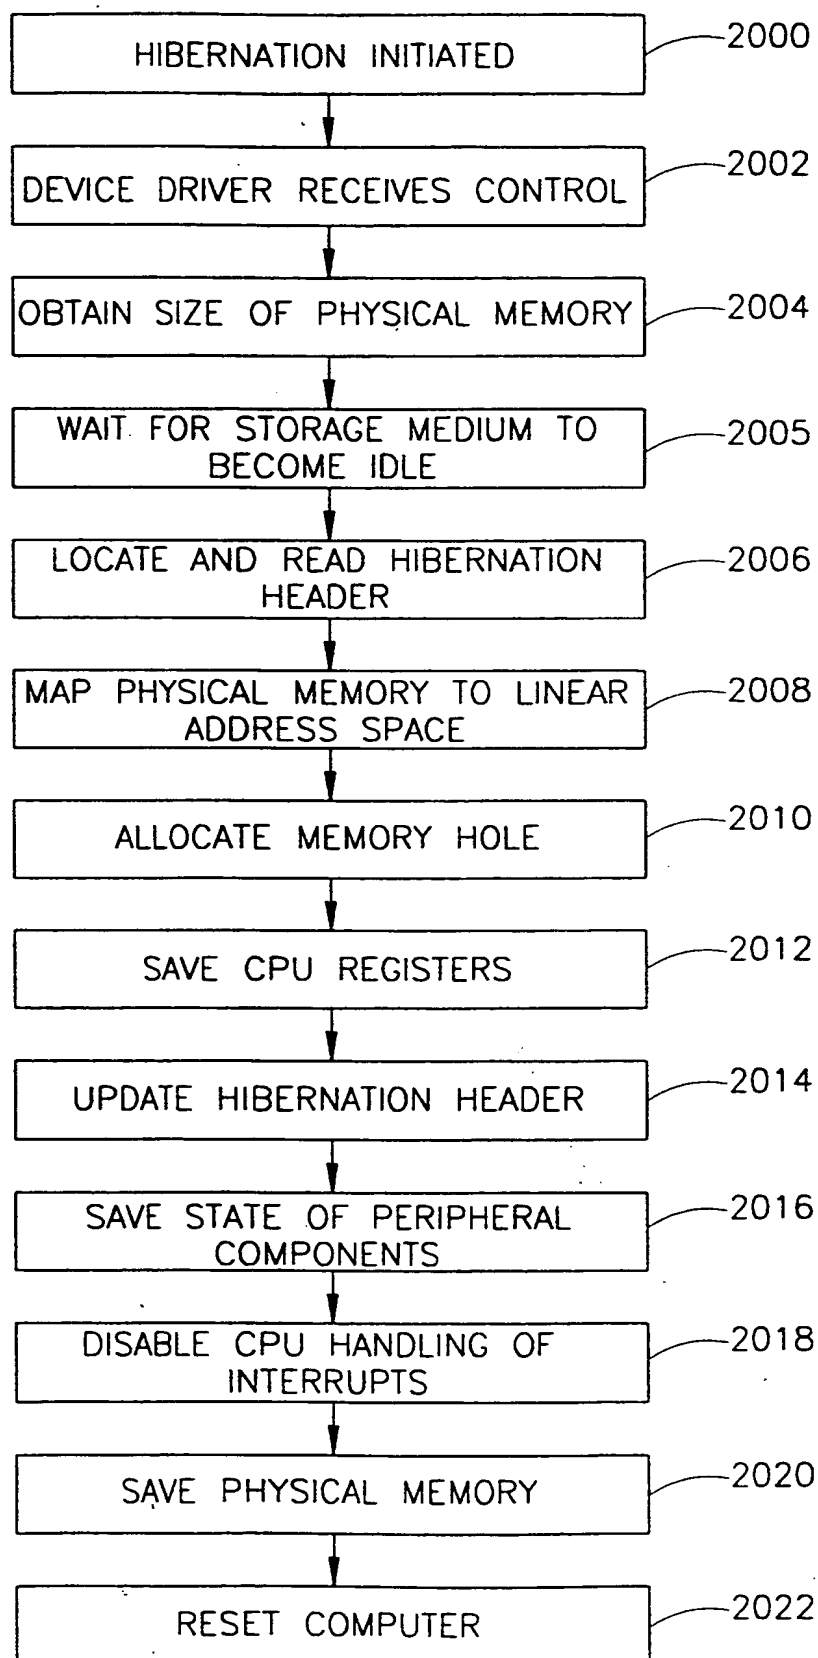 HIBERNATION INITIATED
2000
DEVICE DRIVER RECEIVES CONTROL
2002
OBTAIN SIZE OF PHYSICAL MEMORY
2004
WAIT FOR STORAGE MEDIUM TO
BECOME IDLE
2005
LOCATE AND READ HIBERNATION
HEADER
2006
MAP PHYSICAL MEMORY TO LINEAR
ADDRESS SPACE
2008
ALLOCATE MEMORY HOLE
2010
SAVE CPU REGISTERS
2012
UPDATE HIBERNATION HEADER
2014
SAVE STATE OF PERIPHERAL
COMPONENTS
2016
DISABLE CPU HANDLING OF
INTERRUPTS
2018
SAVE PHYSICAL MEMORY
2020
RESET COMPUTER
2022